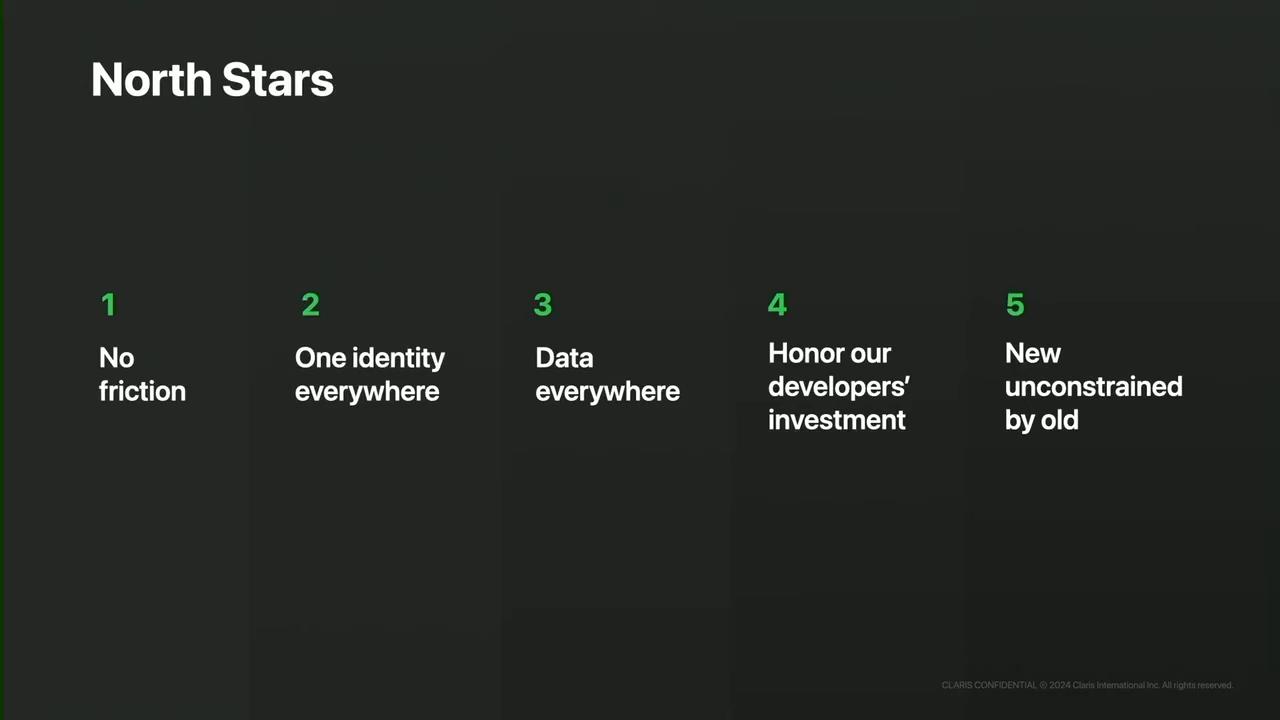 North Stars
1
No
friction
2
One identity
everywhere
3
Data
everywhere
4
Honor our
developers’
investment
5
New
unconstrained
by old
CLARIS CONFIDENTIAL © 2024 Claris International Inc. All rights reserved.